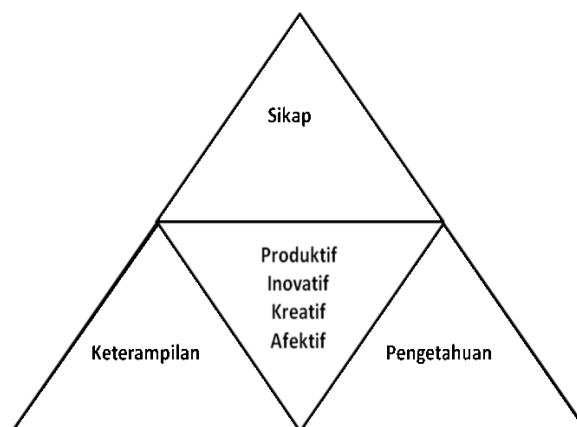 Sikap
Produktif
Inovatif
Kreatif
Afektif
Keterampilan
Pengetahuan